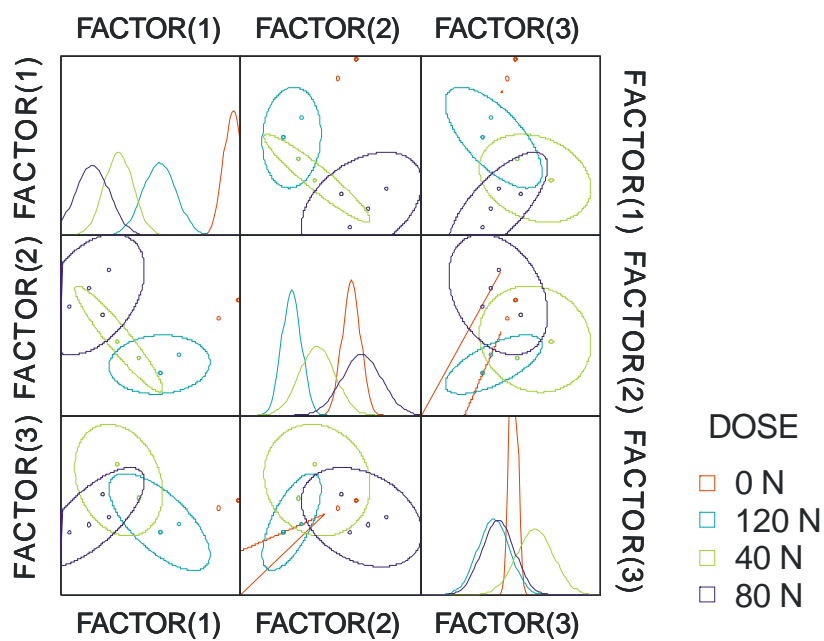 FACTOR(1) FACTOR(2) FACTOR(3)
FACTOR(1)
FACTOR(1)
FACTOR(2)
FACTOR(2)
FACTOR(3)
FACTOR(3)
FACTOR(1) FACTOR(2) FACTOR(3)
DOSE
0 N
120 N
40 N
80 N